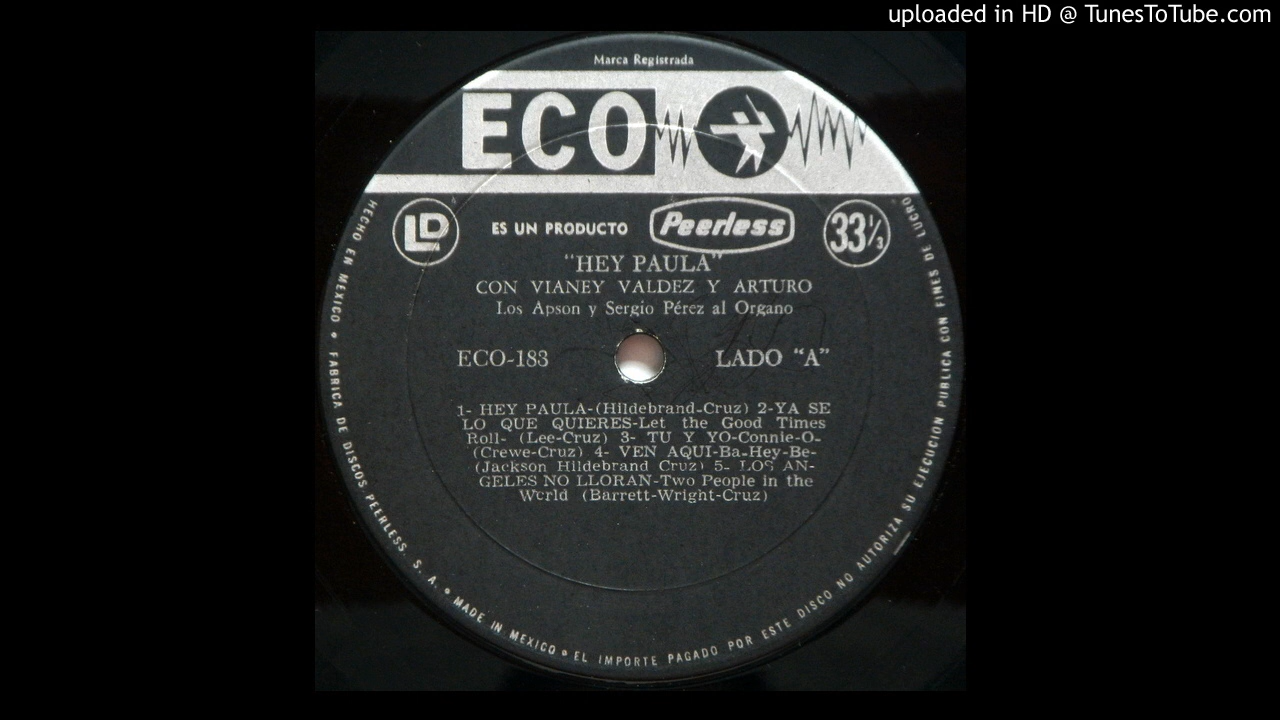 uploaded in HD @ TunesToTube.com
Marca Registrada
ECO
LD
ES UN PRODUCTO Peerless
33⅓
"HEY PAULA"
CON VIANEY VALDEZ Y ARTURO
Los Apson y Sergio Pérez al Organo
ECO-183 LADO "A"
1- HEY PAULA-(Hildebrand-Cruz) 2-YA SE
LO QUE QUIERES-Let the Good Times
Roll- (Lee-Cruz) 3- TU Y YO-Connie-O-
(Crewe-Cruz) 4- VEN AQUI-Ba-Hey-Be-
(Jackson Hildebrand Cruz) 5- LOS AN-
GELES NO LLORAN-Two People in the
World (Barrett-Wright-Cruz)
HECHO EN MEXICO • FABRICA DE DISCOS PEERLESS, S. A. • MADE IN MEXICO • EL IMPORTE PAGADO POR ESTE DISCO NO AUTORIZA SU EJECUCION PUBLICA CON FINES DE LUCRO